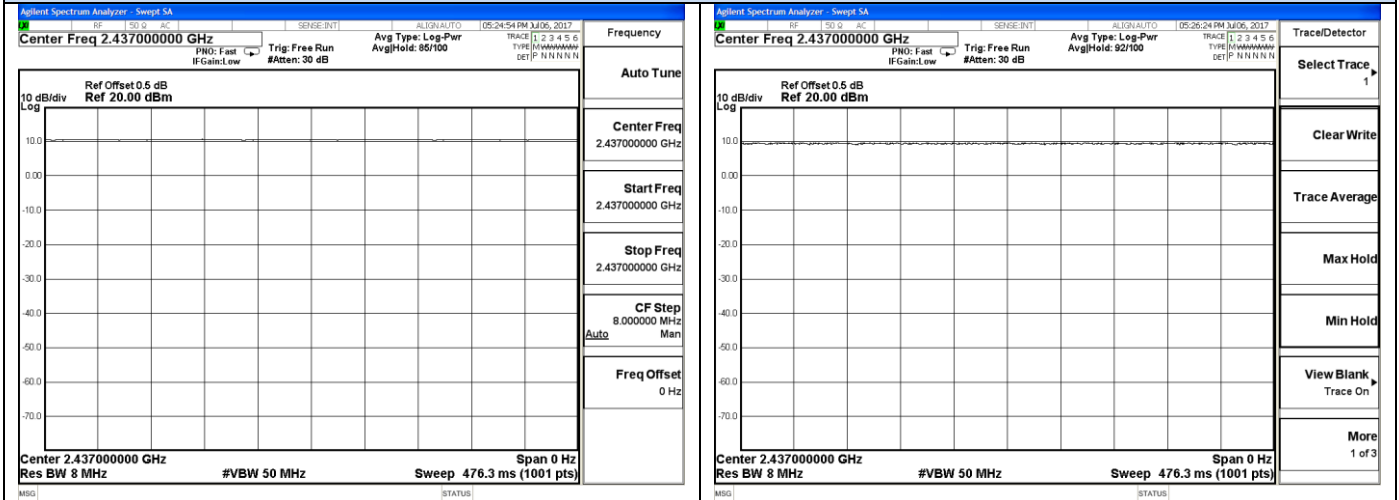 Agilent Spectrum Analyzer - Swept SA
RF 50 Ω AC SENSE:INT ALIGNAUTO 05:24:54 PM Jul 06, 2017
Center Freq 2.437000000 GHz
PNO: Fast
IFGain:Low
Trig: Free Run
#Atten: 30 dB
Avg Type: Log-Pwr
Avg|Hold: 85/100
TRACE 1 2 3 4 5 6
TYPE M
DET P N N N N N
Ref Offset 0.5 dB
10 dB/div Ref 20.00 dBm
Log
10.0
0.00
-10.0
-20.0
-30.0
-40.0
-50.0
-60.0
-70.0
Center 2.437000000 GHz Span 0 Hz
Res BW 8 MHz #VBW 50 MHz Sweep 476.3 ms (1001 pts)
MSG STATUS
Frequency
Auto Tune
Center Freq
2.437000000 GHz
Start Freq
2.437000000 GHz
Stop Freq
2.437000000 GHz
CF Step
8.000000 MHz
Auto Man
Freq Offset
0 Hz
Agilent Spectrum Analyzer - Swept SA
RF 50 Ω AC SENSE:INT ALIGNAUTO 05:26:24 PM Jul 06, 2017
Center Freq 2.437000000 GHz
PNO: Fast
IFGain:Low
Trig: Free Run
#Atten: 30 dB
Avg Type: Log-Pwr
Avg|Hold: 92/100
TRACE 1 2 3 4 5 6
TYPE M
DET P N N N N N
Ref Offset 0.5 dB
10 dB/div Ref 20.00 dBm
Log
10.0
0.00
-10.0
-20.0
-30.0
-40.0
-50.0
-60.0
-70.0
Center 2.437000000 GHz Span 0 Hz
Res BW 8 MHz #VBW 50 MHz Sweep 476.3 ms (1001 pts)
MSG STATUS
Trace/Detector
Select Trace
1
Clear Write
Trace Average
Max Hold
Min Hold
View Blank
Trace On
More
1 of 3